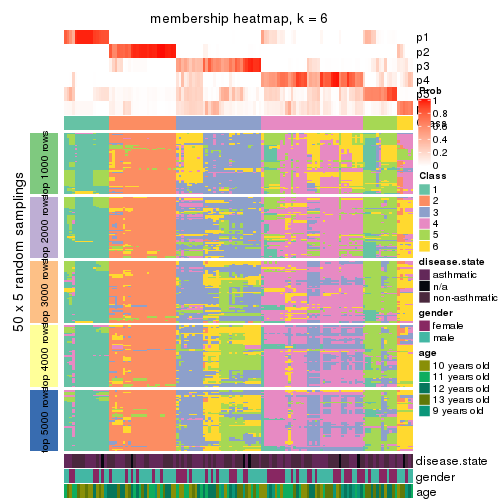 membership heatmap, k = 6
p1
p2
p3
p4
Prob
1
0.8
0.6
0.4
0.2
0
Class
1
2
3
4
5
6
disease.state
asthmatic
n/a
non-asthmatic
gender
female
male
age
10 years old
11 years old
12 years old
13 years old
9 years old
50 x 5 random samplings
top 1000 rows
top 2000 rows
top 3000 rows
top 4000 rows
top 5000 rows
disease.state
gender
age